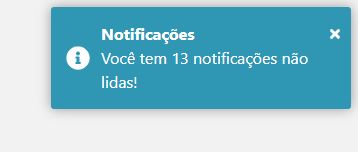 Notificações
Você tem 13 notificações não
lidas!